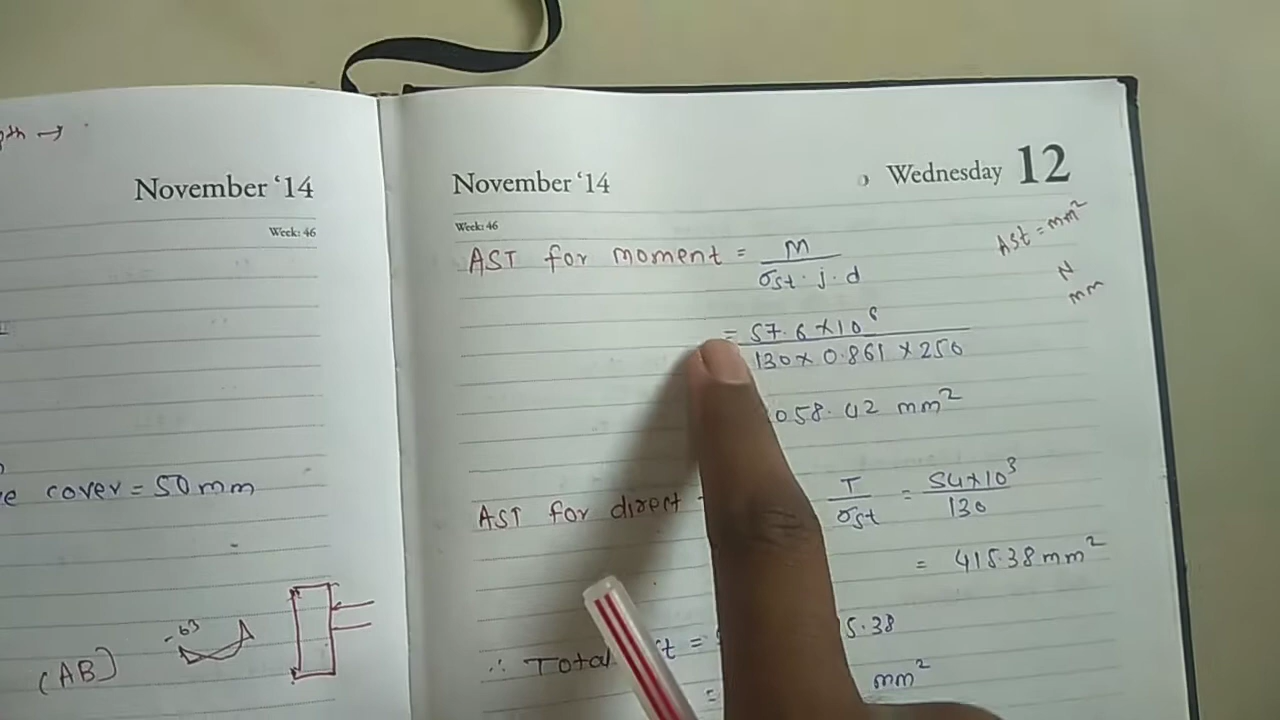 November '14
Week: 46
cover = 50mm
(AB)
November '14
Wednesday 12
Week: 46
AST for moment = M / σst · j · d
Ast = mm²
N
mm
= 57.6 × 10⁶ / 130 × 0.861 × 250
058.42 mm²
AST for direct T / σst = 54×10³ / 130
= 415.38 mm²
∴ Total = 5.38
= mm²